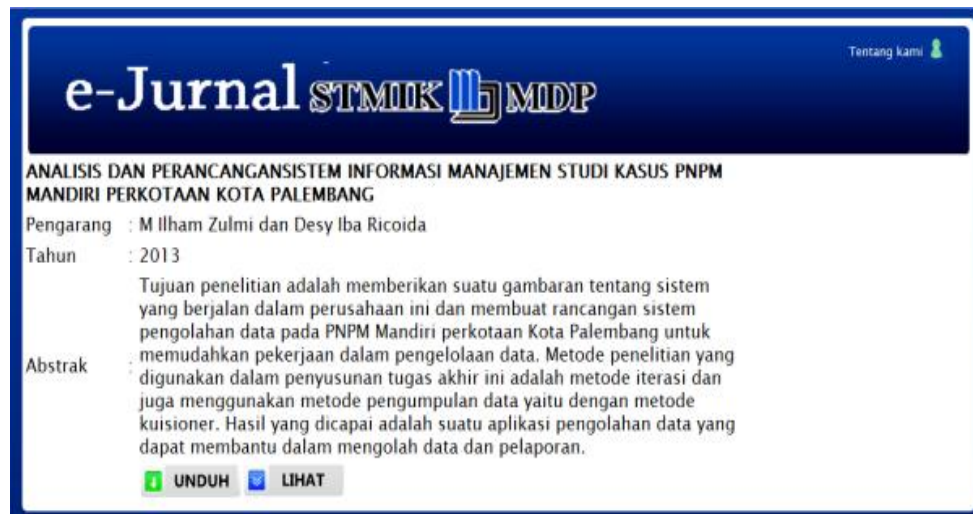 Tentang kami
e-Jurnal STMIK MDP
ANALISIS DAN PERANCANGANSISTEM INFORMASI MANAJEMEN STUDI KASUS PNPM
MANDIRI PERKOTAAN KOTA PALEMBANG
Pengarang : M Ilham Zulmi dan Desy Iba Ricoida
Tahun : 2013
Abstrak :
Tujuan penelitian adalah memberikan suatu gambaran tentang sistem
yang berjalan dalam perusahaan ini dan membuat rancangan sistem
pengolahan data pada PNPM Mandiri perkotaan Kota Palembang untuk
memudahkan pekerjaan dalam pengelolaan data. Metode penelitian yang
digunakan dalam penyusunan tugas akhir ini adalah metode iterasi dan
juga menggunakan metode pengumpulan data yaitu dengan metode
kuisioner. Hasil yang dicapai adalah suatu aplikasi pengolahan data yang
dapat membantu dalam mengolah data dan pelaporan.
UNDUH LIHAT